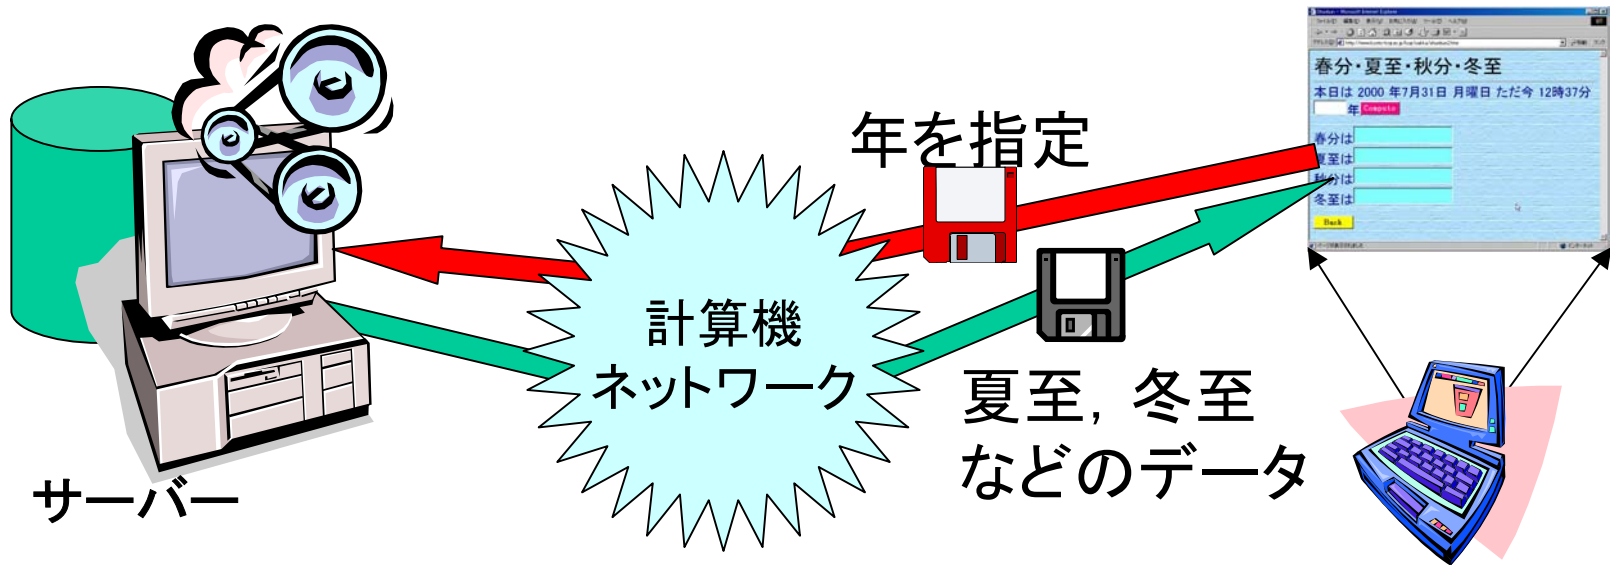 春分・夏至・秋分・冬至
本日は 2000 年7月31日 月曜日 ただ今 12時37分
年 Compute
春分は
夏至は
秋分は
冬至は
Back
年を指定
計算機
ネットワーク
夏至，冬至
などのデータ
サーバー